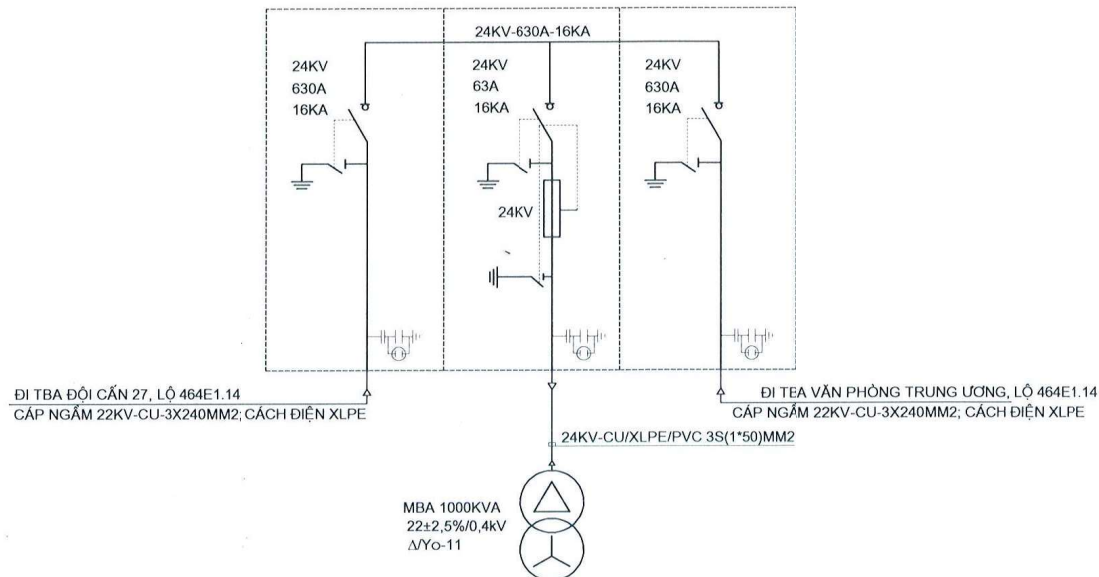 24KV-630A-16KA
24KV
630A
16KA
24KV
63A
16KA
24KV
630A
16KA
24KV
ĐI TBA ĐỘI CẤN 27, LỘ 464E1.14
CÁP NGẦM 22KV-CU-3X240MM2; CÁCH ĐIỆN XLPE
ĐI TEA VĂN PHÒNG TRUNG ƯƠNG, LỘ 464E1.14
CÁP NGẦM 22KV-CU-3X240MM2; CÁCH ĐIỆN XLPE
24KV-CU/XLPE/PVC 3S(1*50)MM2
MBA 1000KVA
22±2,5%/0,4kV
Δ/Yo-11